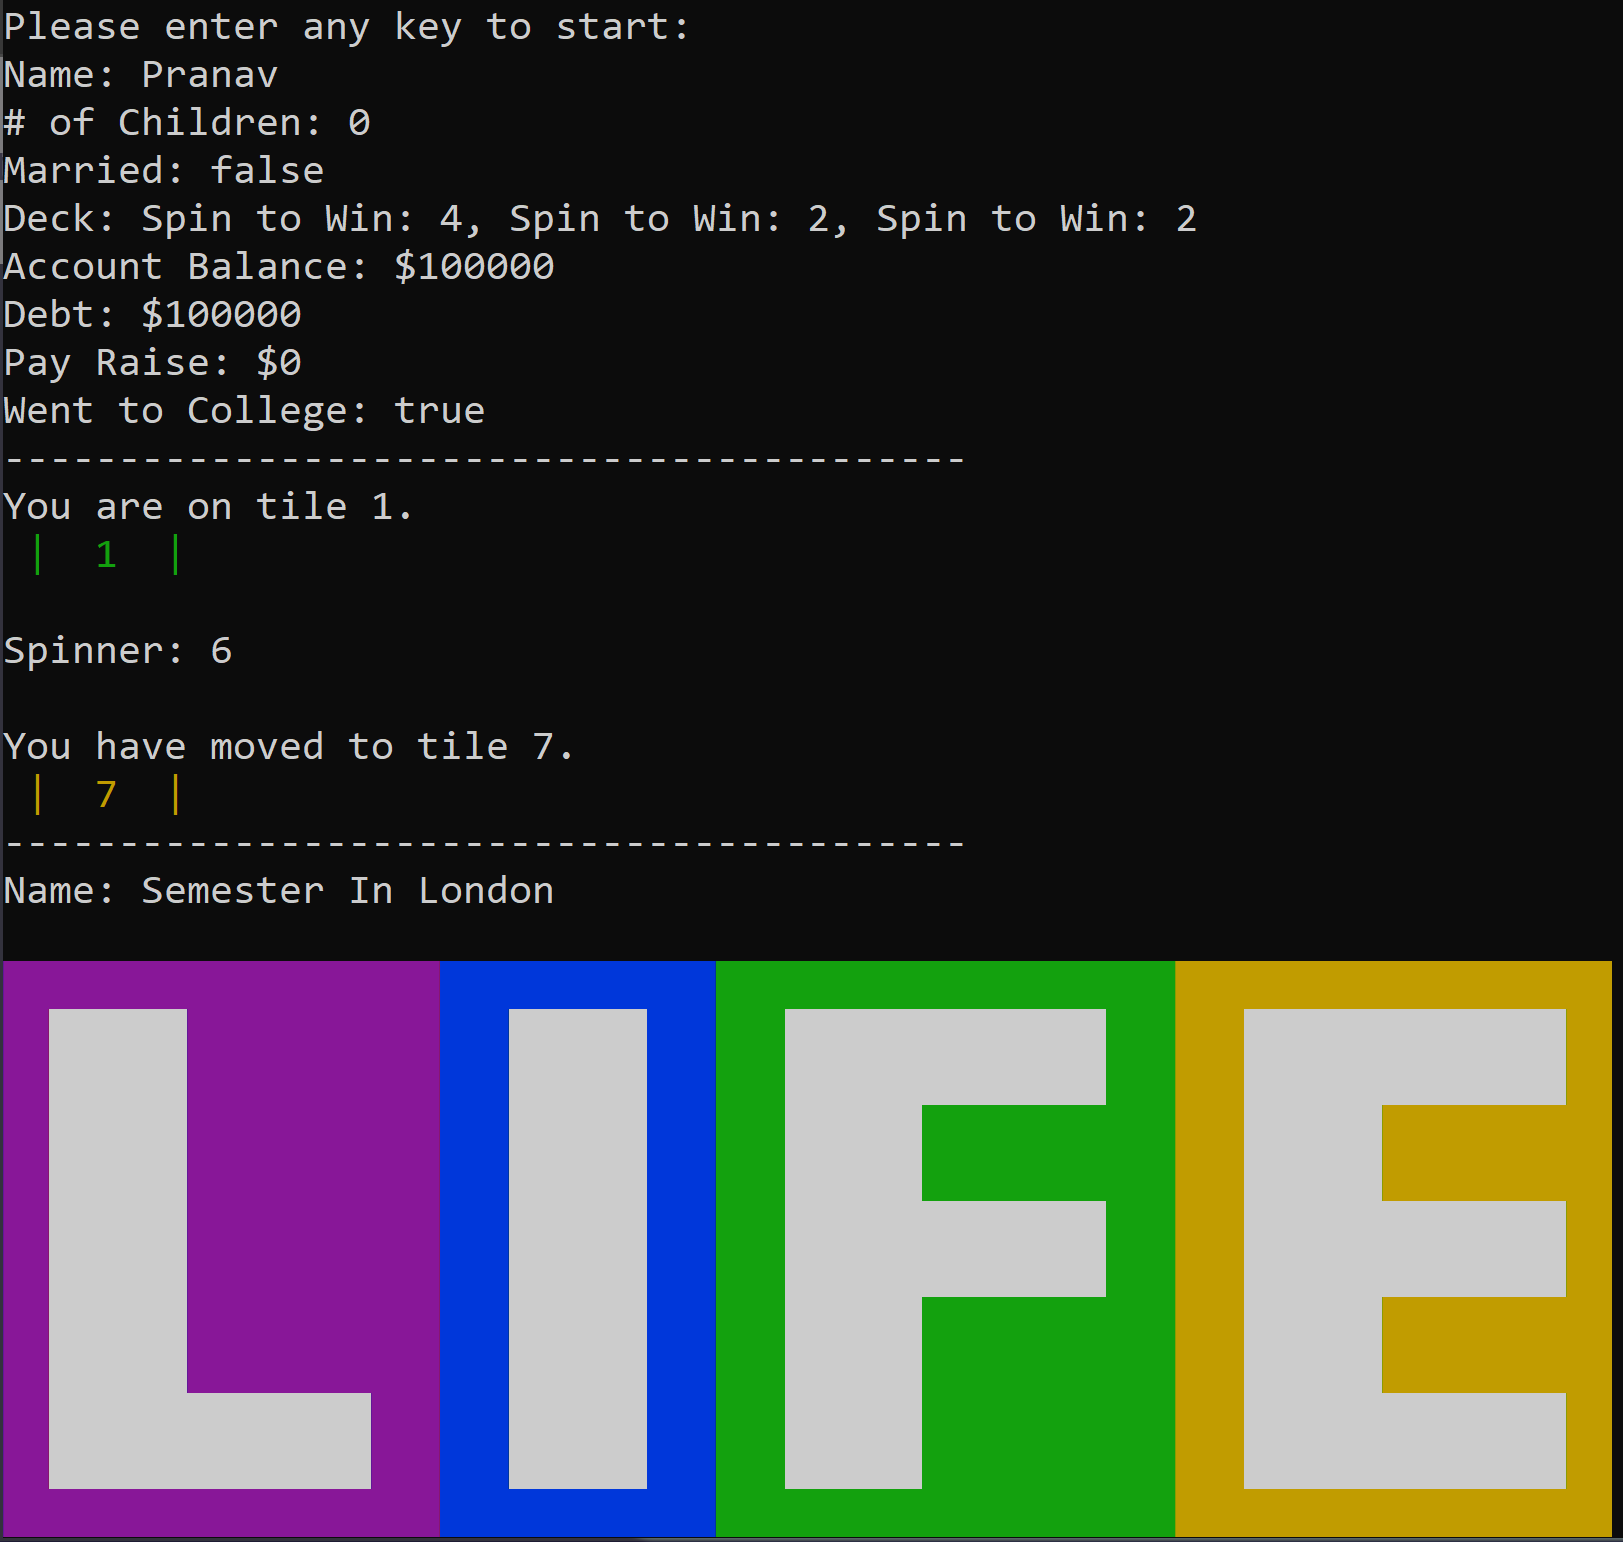 Please enter any key to start:
Name: Pranav
# of Children: 0
Married: false
Deck: Spin to Win: 4, Spin to Win: 2, Spin to Win: 2
Account Balance: $100000
Debt: $100000
Pay Raise: $0
Went to College: true
------------------------------------------
You are on tile 1.
|  1  |
Spinner: 6
You have moved to tile 7.
|  7  |
------------------------------------------
Name: Semester In London
LIFE